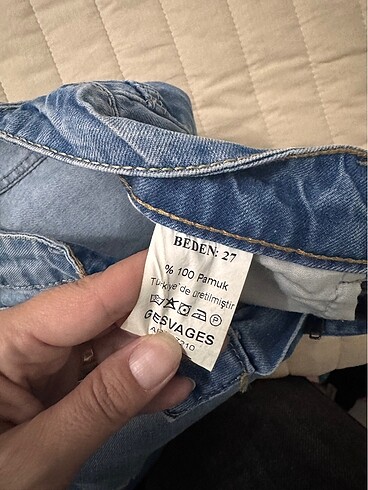 BEDEN: 27
% 100 Pamuk
Türkiye'de üretilmiştir
GESVAGES